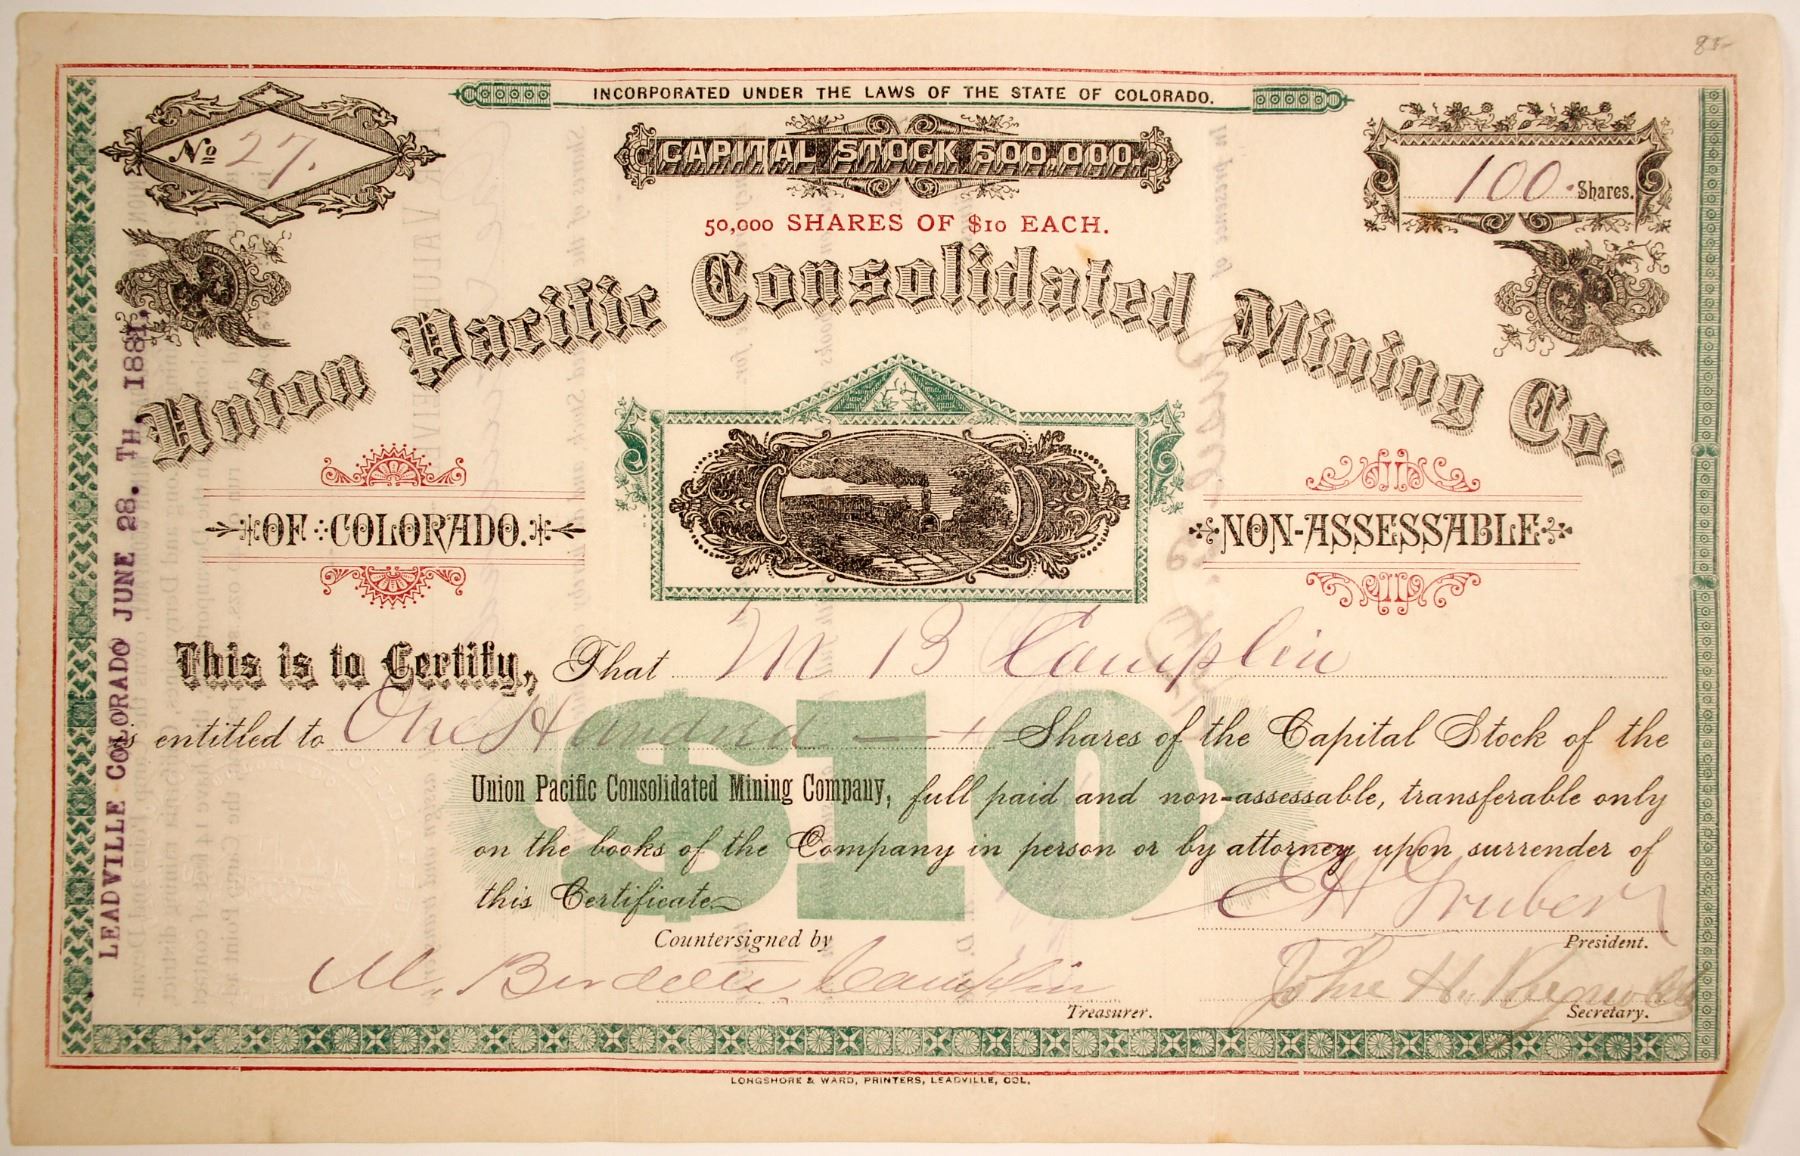 85-
INCORPORATED UNDER THE LAWS OF THE STATE OF COLORADO.
No 27.
CAPITAL STOCK 500,000.
100 Shares.
50,000 SHARES OF $10 EACH.
Union Pacific Consolidated Mining Co.
OF COLORADO.
NON-ASSESSABLE
LEADVILLE COLORADO JUNE 28. TH, 1881.
This is to Certify, That M B Camplin
is entitled to One Hundred Shares of the Capital Stock of the
Union Pacific Consolidated Mining Company, full paid and non-assessable, transferable only
on the books of the Company in person or by attorney upon surrender of
this Certificate
$10
E H Gruber
President.
Countersigned by
M. Burdette Camplin
Treasurer.
John H. Reynolds
Secretary.
LONGSHORE & WARD, PRINTERS, LEADVILLE, COL.